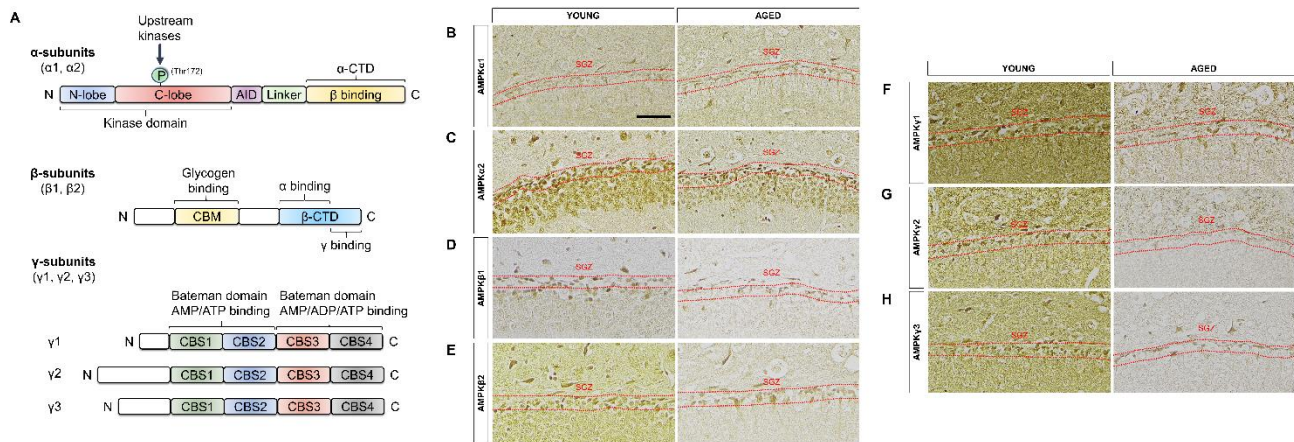 A
Upstream
kinases
α-subunits
(α1, α2)
P
(Thr172)
α-CTD
N
N-lobe
C-lobe
AID
Linker
β binding
C
Kinase domain
β-subunits
(β1, β2)
Glycogen
binding
α binding
N
CBM
β-CTD
C
γ binding
γ-subunits
(γ1, γ2, γ3)
Bateman domain
AMP/ATP binding
Bateman domain
AMP/ADP/ATP binding
γ1
N
CBS1
CBS2
CBS3
CBS4
C
γ2
N
CBS1
CBS2
CBS3
CBS4
C
γ3
N
CBS1
CBS2
CBS3
CBS4
C
YOUNG
AGED
B
AMPKα1
SGZ
SGZ
C
AMPKα2
SGZ
SGZ
D
AMPKβ1
SGZ
SGZ
E
AMPKβ2
SGZ
SGZ
YOUNG
AGED
F
AMPKγ1
SGZ
SGZ
G
AMPKγ2
SGZ
SGZ
H
AMPKγ3
SGZ
SGZ